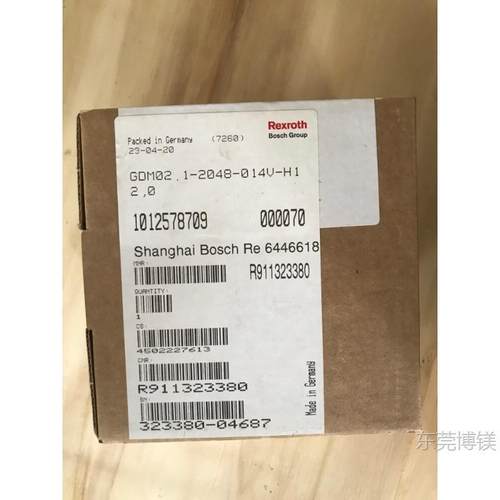 Rexroth
Bosch Group
Packed in Germany (7260)
23-04-20
GDM02.1-2048-014V-H1
2,0
1012578709 000070
Shanghai Bosch Re 6446618
MNR:
R911323380
QUANTITY:
1
CS:
4502227613
CNR:
R911323380
SN:
323380-04687
Made in Germany
东莞博镁